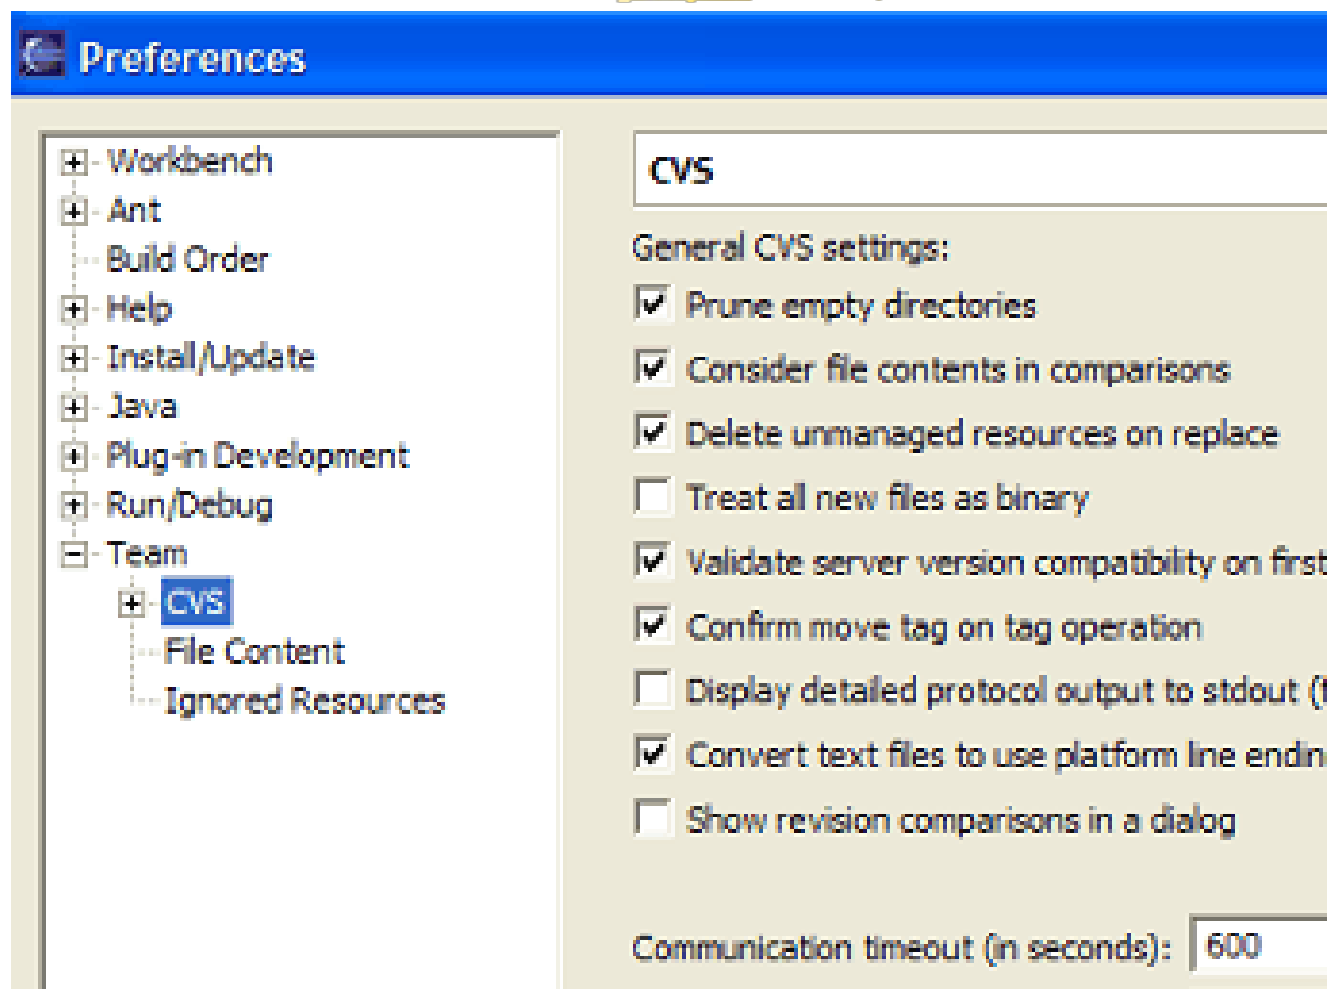 Preferences
Workbench
Ant
Build Order
Help
Install/Update
Java
Plug-in Development
Run/Debug
Team
CVS
File Content
Ignored Resources
CVS
General CVS settings:
Prune empty directories
Consider file contents in comparisons
Delete unmanaged resources on replace
Treat all new files as binary
Validate server version compatibility on first
Confirm move tag on tag operation
Display detailed protocol output to stdout
Convert text files to use platform line
Show revision comparisons in a dialog
Communication timeout (in seconds): 600